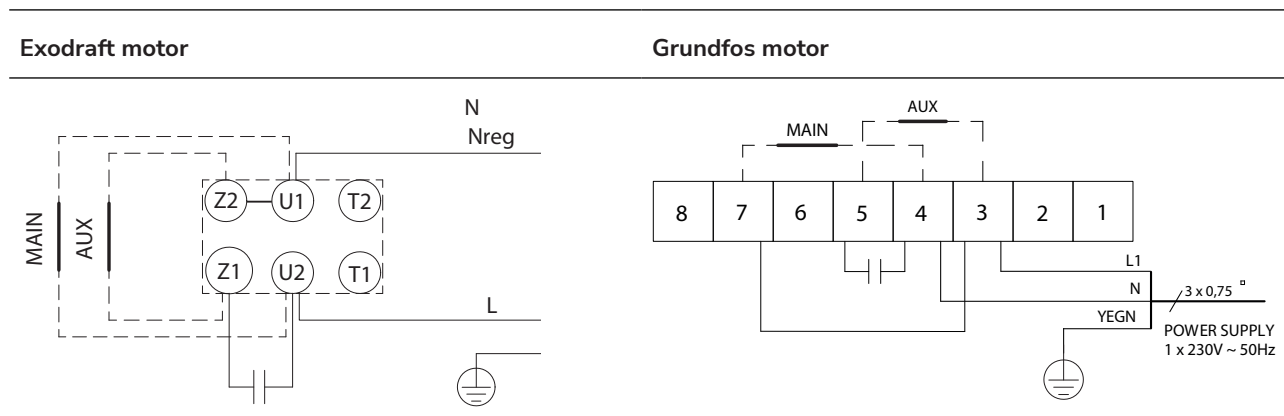 Exodraft motor
Grundfos motor
N
Nreg
MAIN
AUX
Z2
U1
T2
Z1
U2
T1
L
AUX
MAIN
8 7 6 5 4 3 2 1
L1
N
YEGN
3 x 0,75 ▫
POWER SUPPLY
1 x 230V ~ 50Hz